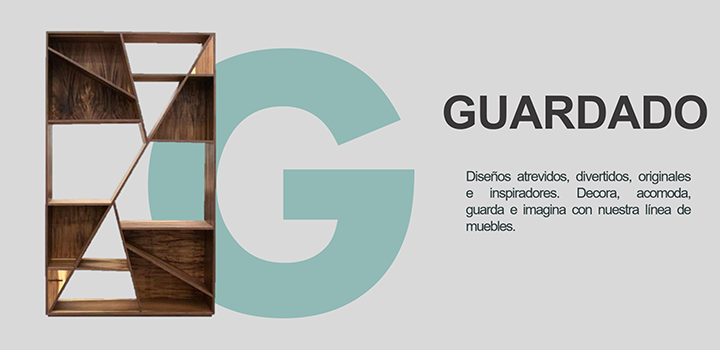 G
GUARDADO
Diseños atrevidos, divertidos, originales
e inspiradores. Decora, acomoda,
guarda e imagina con nuestra línea de
muebles.